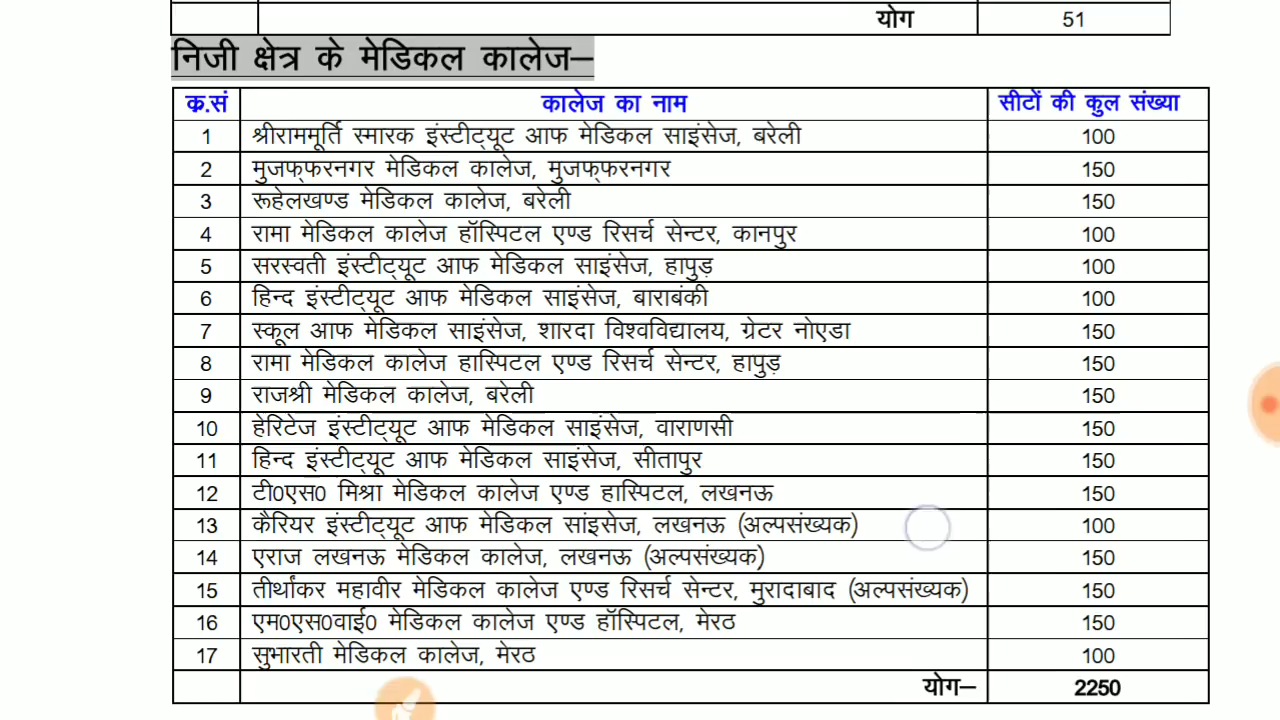 योग 51
निजी क्षेत्र के मेडिकल कालेज–
क्र.सं कालेज का नाम सीटों की कुल संख्या
1 श्रीराममूर्ति स्मारक इंस्टीट्यूट आफ मेडिकल साइंसेज, बरेली 100
2 मुजफ्फरनगर मेडिकल कालेज, मुजफ्फरनगर 150
3 रूहेलखण्ड मेडिकल कालेज, बरेली 150
4 रामा मेडिकल कालेज हॉस्पिटल एण्ड रिसर्च सेन्टर, कानपुर 100
5 सरस्वती इंस्टीट्यूट आफ मेडिकल साइंसेज, हापुड़ 100
6 हिन्द इंस्टीट्यूट आफ मेडिकल साइंसेज, बाराबंकी 100
7 स्कूल आफ मेडिकल साइंसेज, शारदा विश्वविद्यालय, ग्रेटर नोएडा 150
8 रामा मेडिकल कालेज हास्पिटल एण्ड रिसर्च सेन्टर, हापुड़ 150
9 राजश्री मेडिकल कालेज, बरेली 150
10 हेरिटेज इंस्टीट्यूट आफ मेडिकल साइंसेज, वाराणसी 150
11 हिन्द इंस्टीट्यूट आफ मेडिकल साइंसेज, सीतापुर 150
12 टी0एस0 मिश्रा मेडिकल कालेज एण्ड हास्पिटल, लखनऊ 150
13 कैरियर इंस्टीट्यूट आफ मेडिकल सांइसेज, लखनऊ (अल्पसंख्यक) 100
14 एराज लखनऊ मेडिकल कालेज, लखनऊ (अल्पसंख्यक) 150
15 तीर्थांकर महावीर मेडिकल कालेज एण्ड रिसर्च सेन्टर, मुरादाबाद (अल्पसंख्यक) 150
16 एम0एस0वाई0 मेडिकल कालेज एण्ड हॉस्पिटल, मेरठ 150
17 सुभारती मेडिकल कालेज, मेरठ 100
योग– 2250